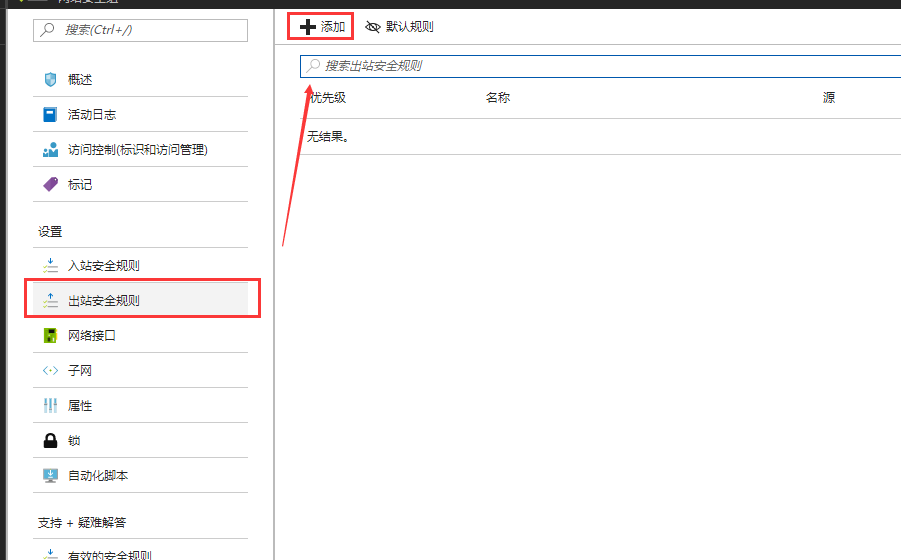 搜索(Ctrl+/)
概述
活动日志
访问控制(标识和访问管理)
标记
设置
入站安全规则
出站安全规则
网络接口
子网
属性
锁
自动化脚本
支持 + 疑难解答
有效的安全规则
添加 默认规则
搜索出站安全规则
优先级 名称 源
无结果。